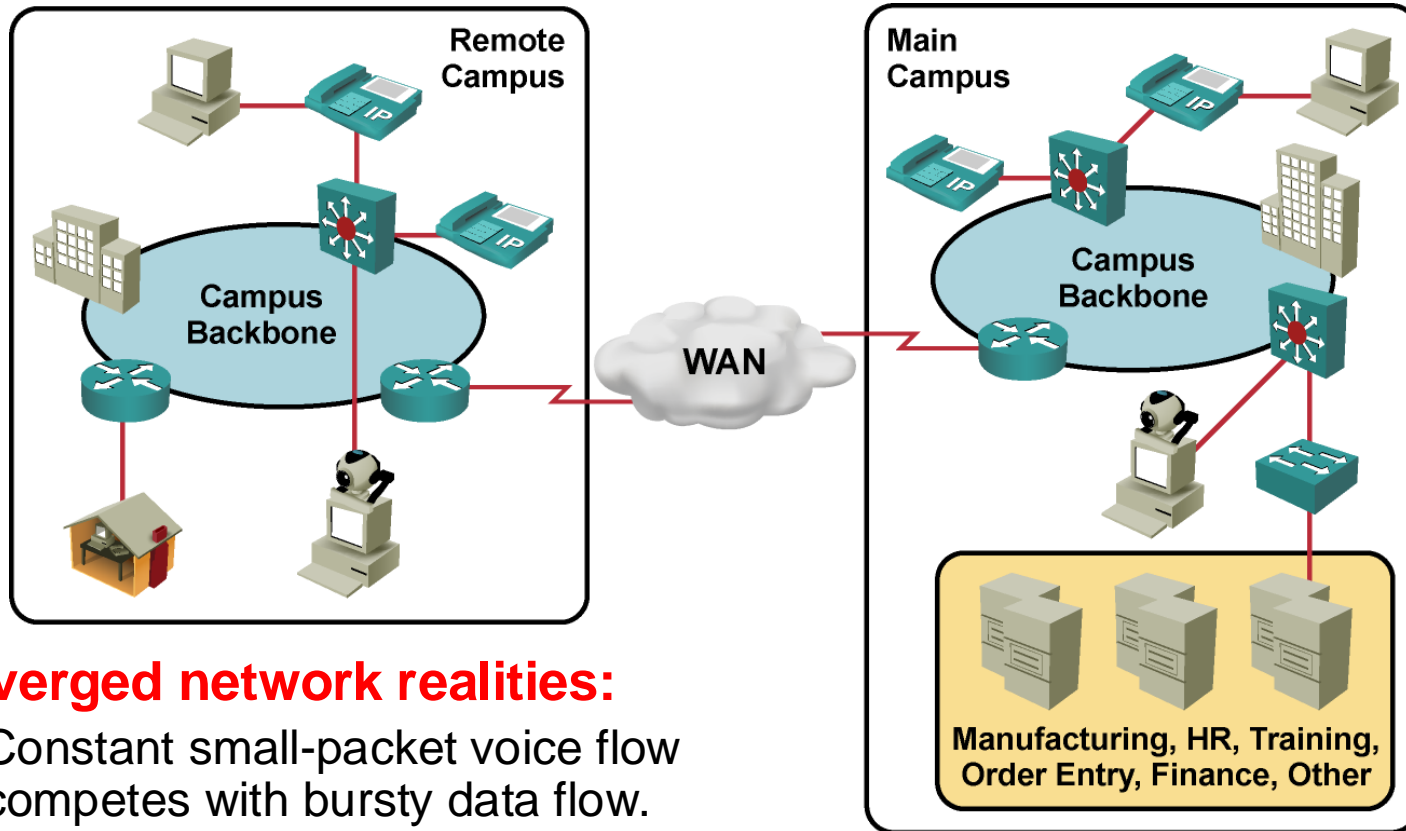 Remote
Campus
IP
IP
Campus
Backbone
WAN
Main
Campus
IP
IP
Campus
Backbone
Manufacturing, HR, Training,
Order Entry, Finance, Other
verged network realities:
Constant small-packet voice flow
competes with bursty data flow.